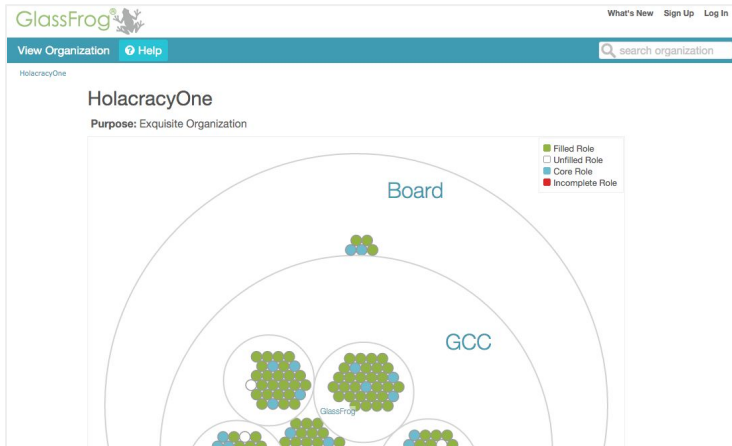 GlassFrog®
What's New Sign Up Log In
View Organization ? Help
search organization
HolacracyOne
HolacracyOne
Purpose: Exquisite Organization
Filled Role
Unfilled Role
Core Role
Incomplete Role
Board
GCC
GlassFrog